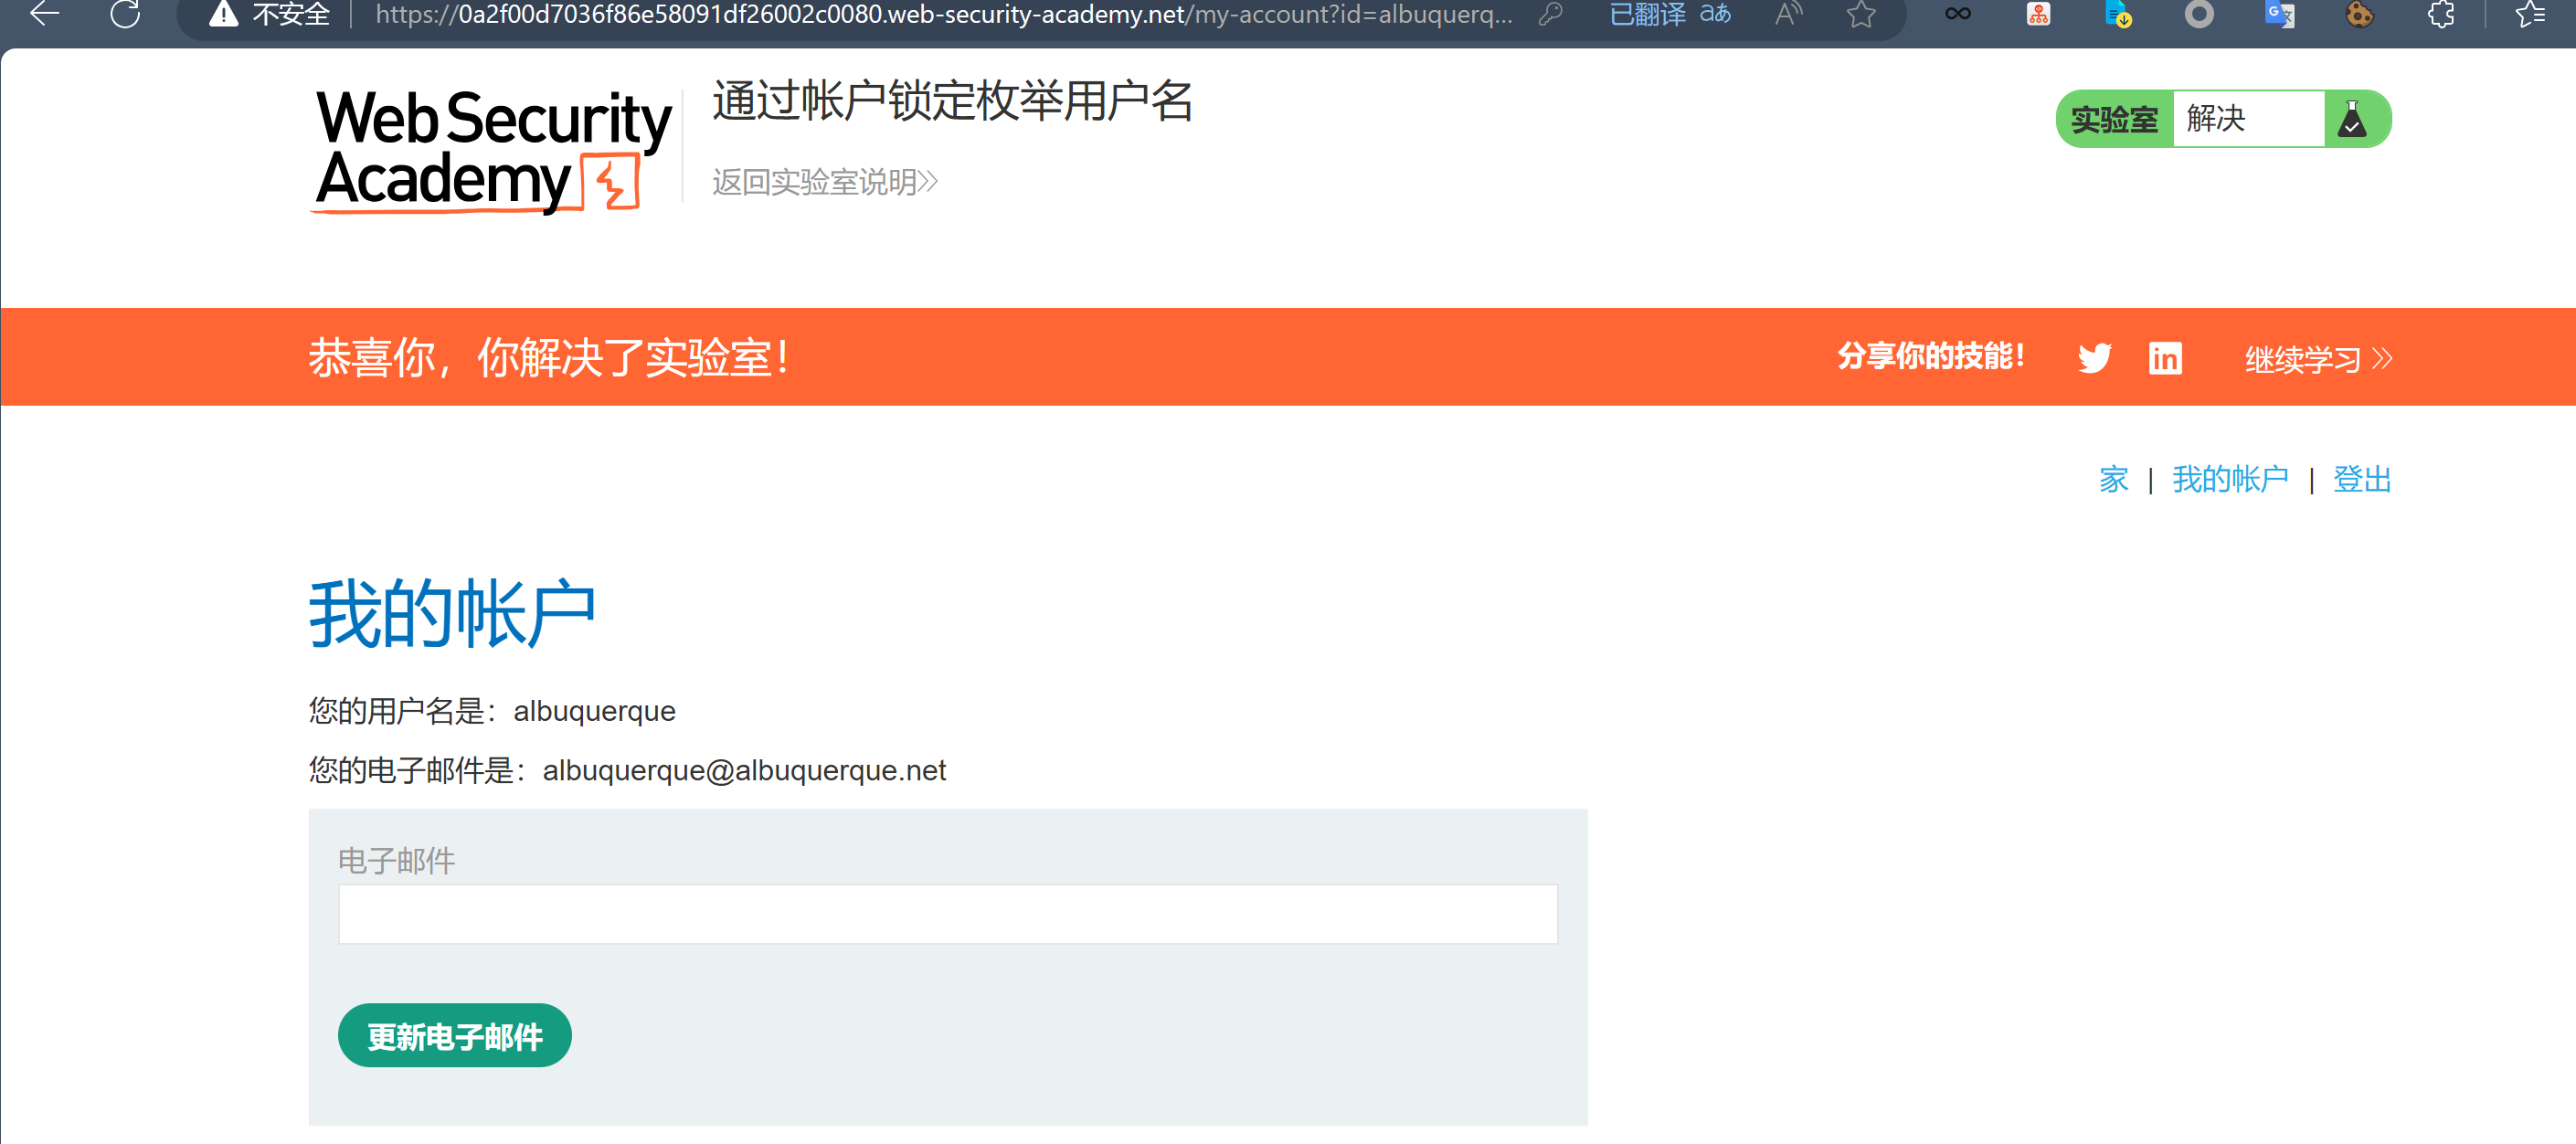 不安全 https://0a2f00d7036f86e58091df26002c0080.web-security-academy.net/my-account?id=albuquerq... 已翻译 aあ A
Web Security
Academy
通过帐户锁定枚举用户名
返回实验室说明
实验室 解决
恭喜你，你解决了实验室！
分享你的技能！ 继续学习
家 | 我的帐户 | 登出
我的帐户
您的用户名是：albuquerque
您的电子邮件是：albuquerque@albuquerque.net
电子邮件
更新电子邮件